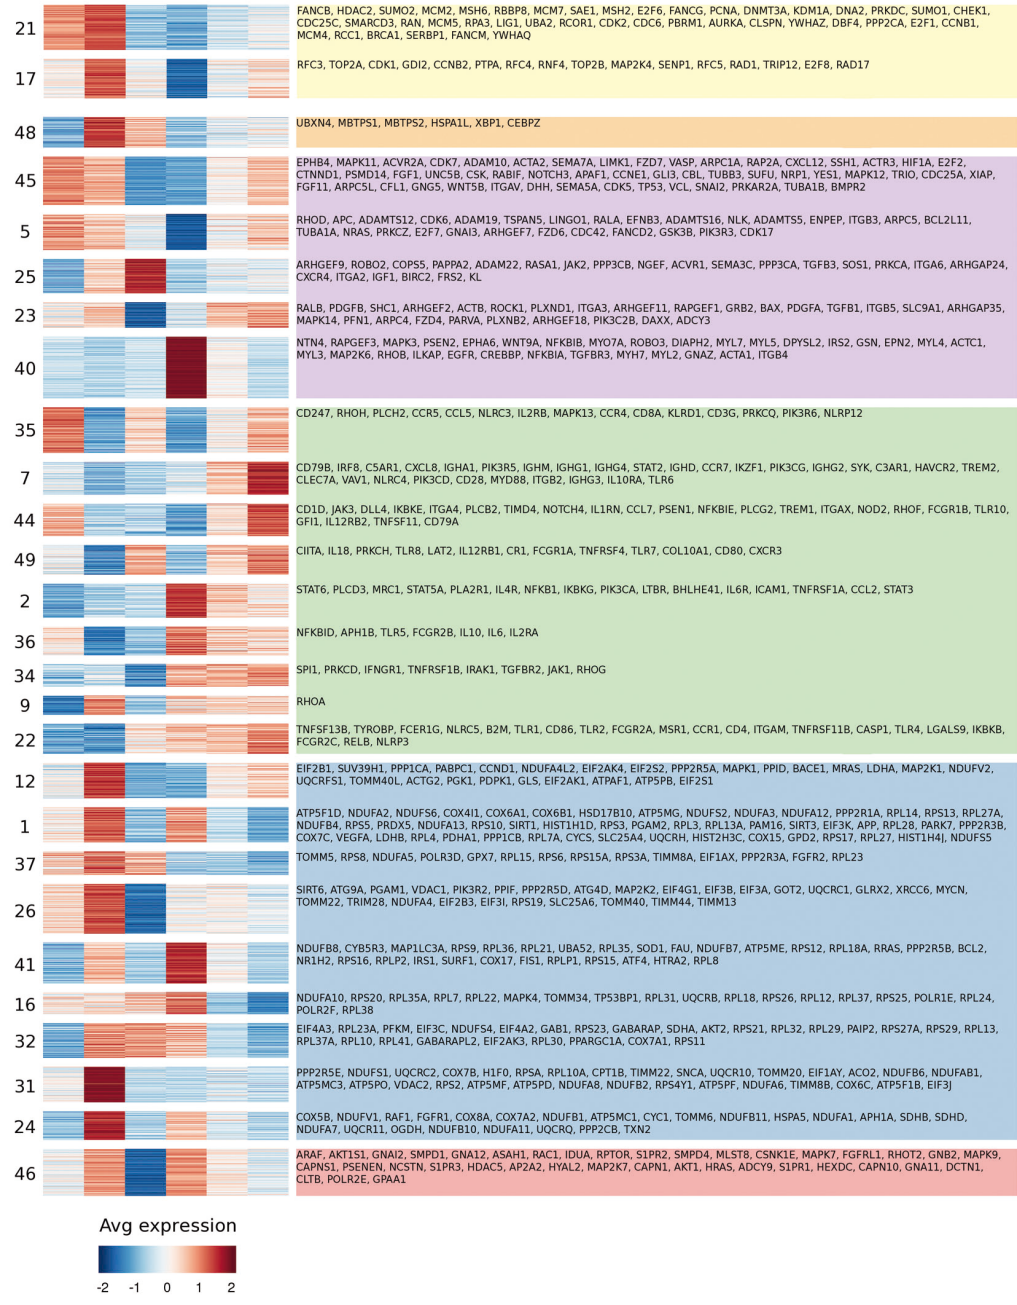 21
FANCB, HDAC2, SUMO2, MCM2, MSH6, RBBP8, MCM7, SAE1, MSH2, E2F6, FANCG, PCNA, DNMT3A, KDM1A, DNA2, PRKDC, SUMO1, CHEK1,
CDC25C, SMARCD3, RAN, MCM5, RPA3, LIG1, UBA2, RCOR1, CDK2, CDC6, PBRM1, AURKA, CLSPN, YWHAZ, DBF4, PPP2CA, E2F1, CCNB1,
MCM4, RCC1, BRCA1, SERBP1, FANCM, YWHAQ
17
RFC3, TOP2A, CDK1, GDI2, CCNB2, PTPA, RFC4, RNF4, TOP2B, MAP2K4, SENP1, RFC5, RAD1, TRIP12, E2F8, RAD17
48
UBXN4, MBTPS1, MBTPS2, HSPA1L, XBP1, CEBPZ
45
EPHB4, MAPK11, ACVR2A, CDK7, ADAM10, ACTA2, SEMA7A, LIMK1, FZD7, VASP, ARPC1A, RAP2A, CXCL12, SSH1, ACTR3, HIF1A, E2F2,
CTNND1, PSMD14, FGF1, UNC5B, CSK, RABIF, NOTCH3, APAF1, CCNE1, GLI3, CBL, TUBB3, SUFU, NRP1, YES1, MAPK12, TRIO, CDC25A, XIAP,
FGF11, ARPC5L, CFL1, GNG5, WNT5B, ITGAV, DHH, SEMA5A, CDK5, TP53, VCL, SNAI2, PRKAR2A, TUBA1B, BMPR2
5
RHOD, APC, ADAMTS12, CDK6, ADAM19, TSPAN5, LINGO1, RALA, EFNB3, ADAMTS16, NLK, ADAMTS5, ENPEP, ITGB3, ARPC5, BCL2L11,
TUBA1A, NRAS, PRKCZ, E2F7, GNAI3, ARHGEF7, FZD6, CDC42, FANCD2, GSK3B, PIK3R3, CDK17
25
ARHGEF9, ROBO2, COPS5, PAPPA2, ADAM22, RASA1, JAK2, PPP3CB, NGEF, ACVR1, SEMA3C, PPP3CA, TGFB3, SOS1, PRKCA, ITGA6, ARHGAP24,
CXCR4, ITGA2, IGF1, BIRC2, FRS2, KL
23
RALB, PDGFB, SHC1, ARHGEF2, ACTB, ROCK1, PLXND1, ITGA3, ARHGEF11, RAPGEF1, GRB2, BAX, PDGFA, TGFB1, ITGB5, SLC9A1, ARHGAP35,
MAPK14, PFN1, ARPC4, FZD4, PARVA, PLXNB2, ARHGEF18, PIK3C2B, DAXX, ADCY3
40
NTN4, RAPGEF3, MAPK3, PSEN2, EPHA6, WNT9A, NFKBIB, MYO7A, ROBO3, DIAPH2, MYL7, MYL5, DPYSL2, IRS2, GSN, EPN2, MYL4, ACTC1,
MYL3, MAP2K6, RHOB, ILKAP, EGFR, CREBBP, NFKBIA, TGFBR3, MYH7, MYL2, GNAZ, ACTA1, ITGB4
35
CD247, RHOH, PLCH2, CCR5, CCL5, NLRC3, IL2RB, MAPK13, CCR4, CD8A, KLRD1, CD3G, PRKCQ, PIK3R6, NLRP12
7
CD79B, IRF8, C5AR1, CXCL8, IGHA1, PIK3R5, IGHM, IGHG1, IGHG4, STAT2, IGHD, CCR7, IKZF1, PIK3CG, IGHG2, SYK, C3AR1, HAVCR2, TREM2,
CLEC7A, VAV1, NLRC4, PIK3CD, CD28, MYD88, ITGB2, IGHG3, IL10RA, TLR6
44
CD1D, JAK3, DLL4, IKBKE, ITGA4, PLCB2, TIMD4, NOTCH4, IL1RN, CCL7, PSEN1, NFKBIE, PLCG2, TREM1, ITGAX, NOD2, RHOF, FCGR1B, TLR10,
GFI1, IL12RB2, TNFSF11, CD79A
49
CIITA, IL18, PRKCH, TLR8, LAT2, IL12RB1, CR1, FCGR1A, TNFRSF4, TLR7, COL10A1, CD80, CXCR3
2
STAT6, PLCD3, MRC1, STAT5A, PLA2R1, IL4R, NFKB1, IKBKG, PIK3CA, LTBR, BHLHE41, IL6R, ICAM1, TNFRSF1A, CCL2, STAT3
36
NFKBID, APH1B, TLR5, FCGR2B, IL10, IL6, IL2RA
34
SPI1, PRKCD, IFNGR1, TNFRSF1B, IRAK1, TGFBR2, JAK1, RHOG
9
RHOA
22
TNFSF13B, TYROBP, FCER1G, NLRC5, B2M, TLR1, CD86, TLR2, FCGR2A, MSR1, CCR1, CD4, ITGAM, TNFRSF11B, CASP1, TLR4, LGALS9, IKBKB,
FCGR2C, RELB, NLRP3
12
EIF2B1, SUV39H1, PPP1CA, PABPC1, CCND1, NDUFA4L2, EIF2AK4, EIF2S2, PPP2R5A, MAPK1, PPID, BACE1, MRAS, LDHA, MAP2K1, NDUFV2,
UQCRFS1, TOMM40L, ACTG2, PGK1, PDPK1, GLS, EIF2AK1, ATPAF1, ATP5PB, EIF2S1
1
ATP5F1D, NDUFA2, NDUFS6, COX4I1, COX6A1, COX6B1, HSD17B10, ATP5MG, NDUFS2, NDUFA3, NDUFA12, PPP2R1A, RPL14, RPS13, RPL27A,
NDUFB4, RPS5, PRDX5, NDUFA13, RPS10, SIRT1, HIST1H1D, RPS3, PGAM2, RPL3, RPL13A, PAM16, SIRT3, EIF3K, APP, RPL28, PARK7, PPP2R3B,
COX7C, VEGFA, LDHB, RPL4, PDHA1, PPP1CB, RPL7A, CYCS, SLC25A4, UQCRH, HIST2H3C, COX15, GPD2, RPS17, RPL27, HIST1H4J, NDUFS5
37
TOMM5, RPS8, NDUFA5, POLR3D, GPX7, RPL15, RPS6, RPS15A, RPS3A, TIMM8A, EIF1AX, PPP2R3A, FGFR2, RPL23
26
SIRT6, ATG9A, PGAM1, VDAC1, PIK3R2, PPIF, PPP2R5D, ATG4D, MAP2K2, EIF4G1, EIF3B, EIF3A, GOT2, UQCRC1, GLRX2, XRCC6, MYCN,
TOMM22, TRIM28, NDUFA4, EIF2B3, EIF3I, RPS19, SLC25A6, TOMM40, TIMM44, TIMM13
41
NDUFB8, CYB5R3, MAP1LC3A, RPS9, RPL36, RPL21, UBA52, RPL35, SOD1, FAU, NDUFB7, ATP5ME, RPS12, RPL18A, RRAS, PPP2R5B, BCL2,
NR1H2, RPS16, RPLP2, IRS1, SURF1, COX17, FIS1, RPLP1, RPS15, ATF4, HTRA2, RPL8
16
NDUFA10, RPS20, RPL35A, RPL7, RPL22, MAPK4, TOMM34, TP53BP1, RPL31, UQCRB, RPL18, RPS26, RPL12, RPL37, RPS25, POLR1E, RPL24,
POLR2F, RPL38
32
EIF4A3, RPL23A, PFKM, EIF3C, NDUFS4, EIF4A2, GAB1, RPS23, GABARAP, SDHA, AKT2, RPS21, RPL32, RPL29, PAIP2, RPS27A, RPS29, RPL13,
RPL37A, RPL10, RPL41, GABARAPL2, EIF2AK3, RPL30, PPARGC1A, COX7A1, RPS11
31
PPP2R5E, NDUFS1, UQCRC2, COX7B, H1F0, RPSA, RPL10A, CPT1B, TIMM22, SNCA, UQCR10, TOMM20, EIF1AY, ACO2, NDUFB6, NDUFAB1,
ATP5MC3, ATP5PO, VDAC2, RPS2, ATP5MF, ATP5PD, NDUFA8, NDUFB2, RPS4Y1, ATP5PF, NDUFA6, TIMM8B, COX6C, ATP5F1B, EIF3J
24
COX5B, NDUFV1, RAF1, FGFR1, COX8A, COX7A2, NDUFB1, ATP5MC1, CYC1, TOMM6, NDUFB11, HSPA5, NDUFA1, APH1A, SDHB, SDHD,
NDUFA7, UQCR11, OGDH, NDUFB10, NDUFA11, UQCRQ, PPP2CB, TXN2
46
ARAF, AKT1S1, GNAI2, SMPD1, GNA12, ASAH1, RAC1, IDUA, RPTOR, S1PR2, SMPD4, MLST8, CSNK1E, MAPK7, FGFRL1, RHOT2, GNB2, MAPK9,
CAPNS1, PSENEN, NCSTN, S1PR3, HDAC5, AP2A2, HYAL2, MAP2K7, CAPN1, AKT1, HRAS, ADCY9, S1PR1, HEXDC, CAPN10, GNA11, DCTN1,
CLTB, POLR2E, GPAA1
Avg expression
-2 -1 0 1 2